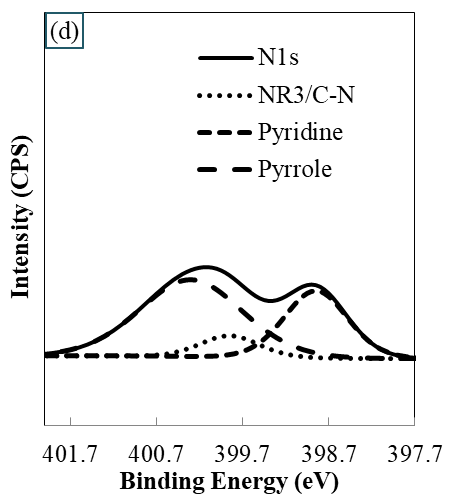 (d)
N1s
NR3/C-N
Pyridine
Pyrrole
Intensity (CPS)
401.7 400.7 399.7 398.7 397.7
Binding Energy (eV)